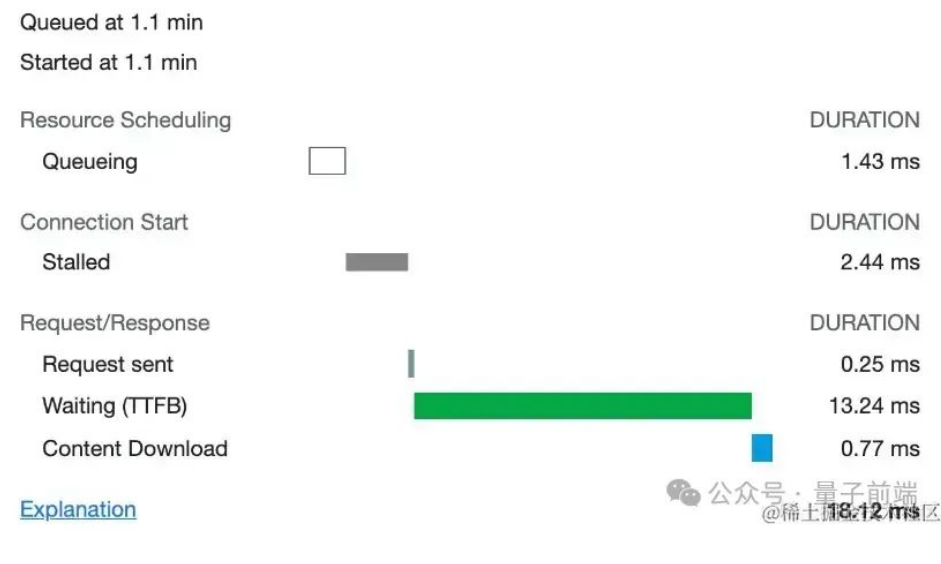 Queued at 1.1 min
Started at 1.1 min
Resource Scheduling DURATION
Queueing 1.43 ms
Connection Start DURATION
Stalled 2.44 ms
Request/Response DURATION
Request sent 0.25 ms
Waiting (TTFB) 13.24 ms
Content Download 0.77 ms
公众号 · 量子前端
Explanation 18.12 ms
@稀土掘金技术社区